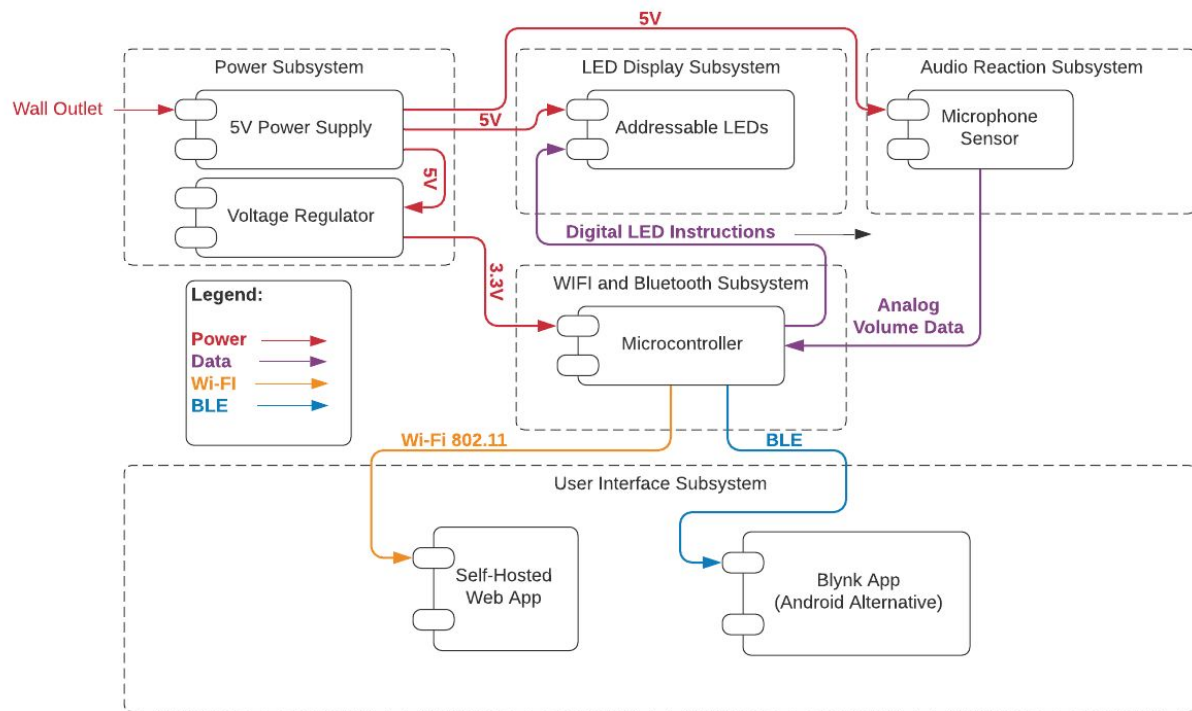 5V
Power Subsystem
LED Display Subsystem
Audio Reaction Subsystem
Wall Outlet
5V Power Supply
5V
Addressable LEDs
Microphone
Sensor
5V
Voltage Regulator
Digital LED Instructions
3.3V
WIFI and Bluetooth Subsystem
Legend:
Power
Data
Wi-FI
BLE
Microcontroller
Analog
Volume Data
Wi-Fi 802.11
BLE
User Interface Subsystem
Self-Hosted
Web App
Blynk App
(Android Alternative)